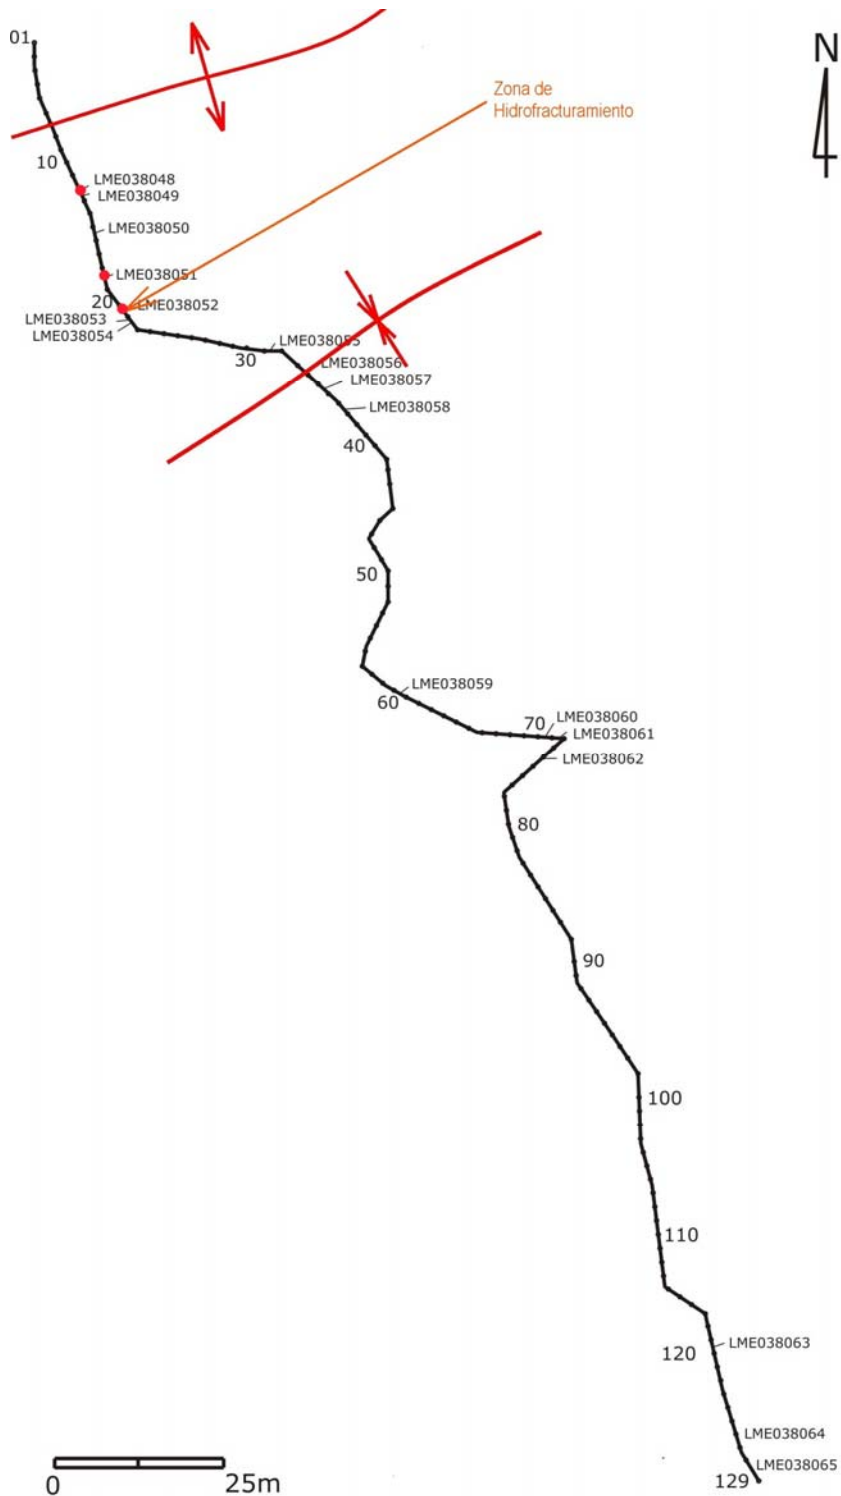 01
N
Zona de
Hidrofracturamiento
10
LME038048
LME038049
LME038050
LME038051
20
LME038052
LME038053
LME038054
30
LME038055
LME038056
LME038057
LME038058
40
50
LME038059
60
70
LME038060
LME038061
LME038062
80
90
100
110
LME038063
120
LME038064
LME038065
129
0
25m